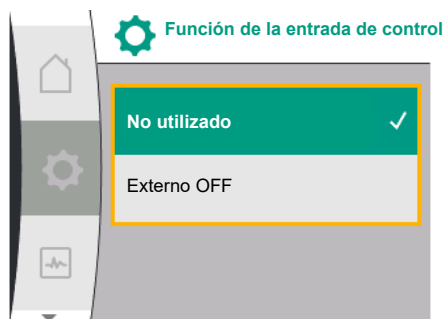 Función de la entrada de control
No utilizado
Externo OFF